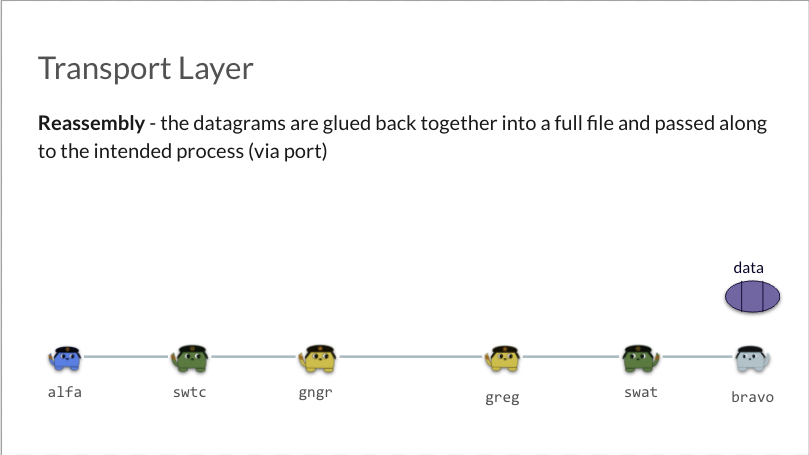 Transport Layer
Reassembly - the datagrams are glued back together into a full file and passed along
to the intended process (via port)
data
alfa
swtc
gngr
greg
swat
bravo